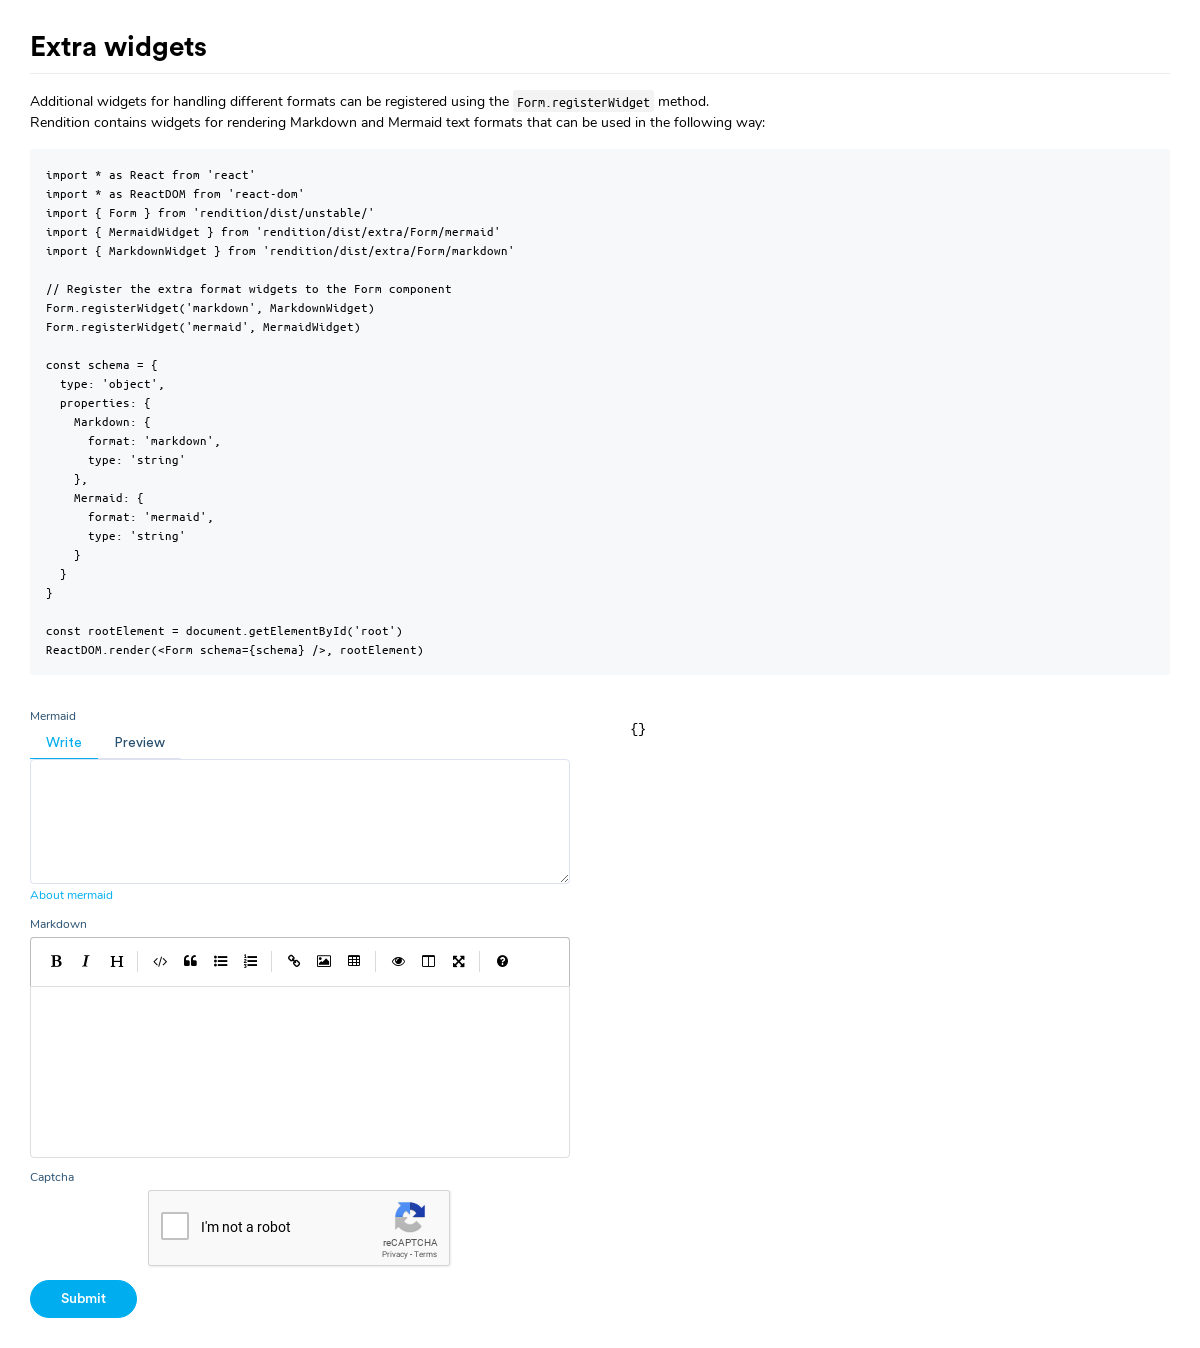 Extra widgets
Additional widgets for handling different formats can be registered using the Form.registerWidget method.
Rendition contains widgets for rendering Markdown and Mermaid text formats that can be used in the following way:
import * as React from 'react'
import * as ReactDOM from 'react-dom'
import { Form } from 'rendition/dist/unstable/'
import { MermaidWidget } from 'rendition/dist/extra/Form/mermaid'
import { MarkdownWidget } from 'rendition/dist/extra/Form/markdown'

// Register the extra format widgets to the Form component
Form.registerWidget('markdown', MarkdownWidget)
Form.registerWidget('mermaid', MermaidWidget)

const schema = {
  type: 'object',
  properties: {
    Markdown: {
      format: 'markdown',
      type: 'string'
    },
    Mermaid: {
      format: 'mermaid',
      type: 'string'
    }
  }
}

const rootElement = document.getElementById('root')
ReactDOM.render(<Form schema={schema} />, rootElement)
Mermaid
{}
Write Preview
About mermaid
Markdown
B I H
Captcha
I'm not a robot
reCAPTCHA
Privacy - Terms
Submit